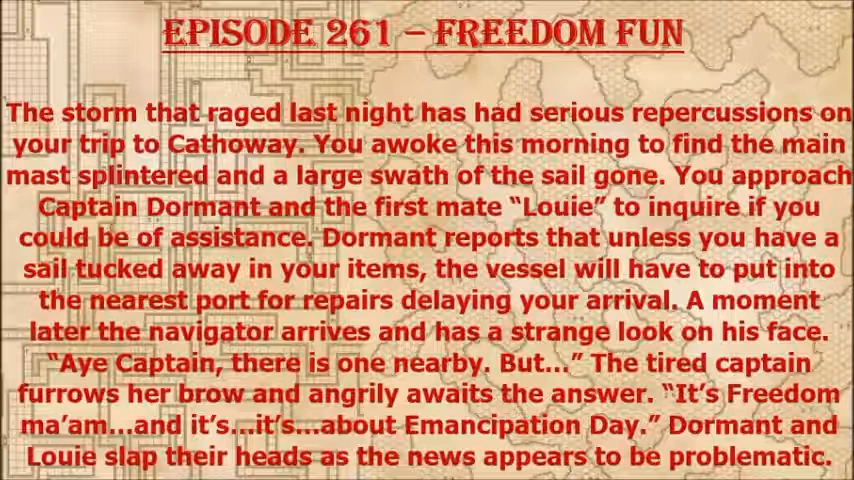 EPISODE 261 – FREEDOM FUN
The storm that raged last night has had serious repercussions on
your trip to Cathoway. You awoke this morning to find the main
mast splintered and a large swath of the sail gone. You approach
Captain Dormant and the first mate “Louie” to inquire if you
could be of assistance. Dormant reports that unless you have a
sail tucked away in your items, the vessel will have to put into
the nearest port for repairs delaying your arrival. A moment
later the navigator arrives and has a strange look on his face.
“Aye Captain, there is one nearby. But…” The tired captain
furrows her brow and angrily awaits the answer. “It’s Freedom
ma’am…and it’s…it’s…about Emancipation Day.” Dormant and
Louie slap their heads as the news appears to be problematic.